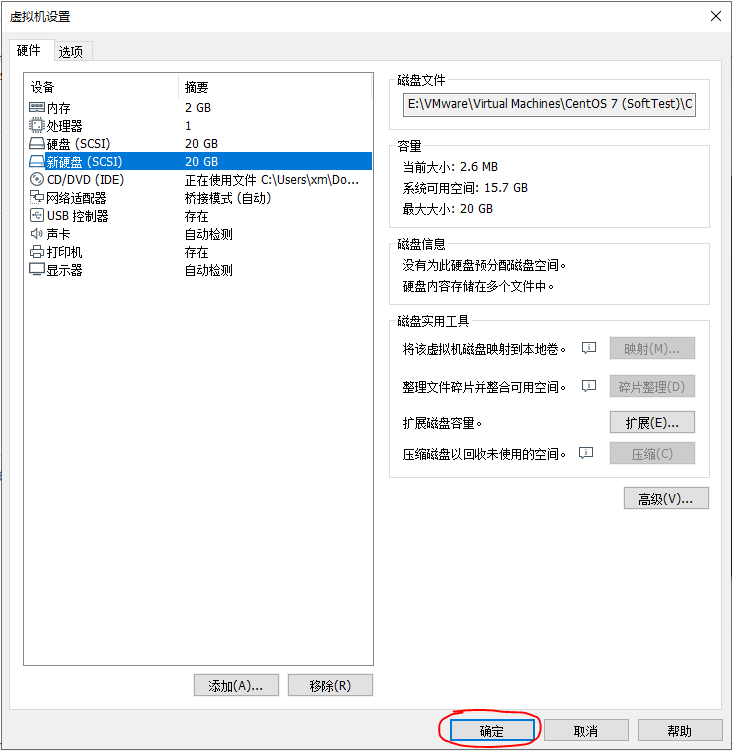 虚拟机设置
硬件 选项
设备 摘要
内存 2 GB
处理器 1
硬盘 (SCSI) 20 GB
新硬盘 (SCSI) 20 GB
CD/DVD (IDE) 正在使用文件 C:\Users\xm\Do...
网络适配器 桥接模式 (自动)
USB 控制器 存在
声卡 自动检测
打印机 存在
显示器 自动检测
添加(A)... 移除(R)
磁盘文件
E:\VMware\Virtual Machines\CentOS 7 (SoftTest)\C
容量
当前大小: 2.6 MB
系统可用空间: 15.7 GB
最大大小: 20 GB
磁盘信息
没有为此硬盘预分配磁盘空间。
硬盘内容存储在多个文件中。
磁盘实用工具
将该虚拟机磁盘映射到本地卷。 映射(M)...
整理文件碎片并整合可用空间。 碎片整理(D)
扩展磁盘容量。 扩展(E)...
压缩磁盘以回收未使用的空间。 压缩(C)
高级(V)...
确定 取消 帮助